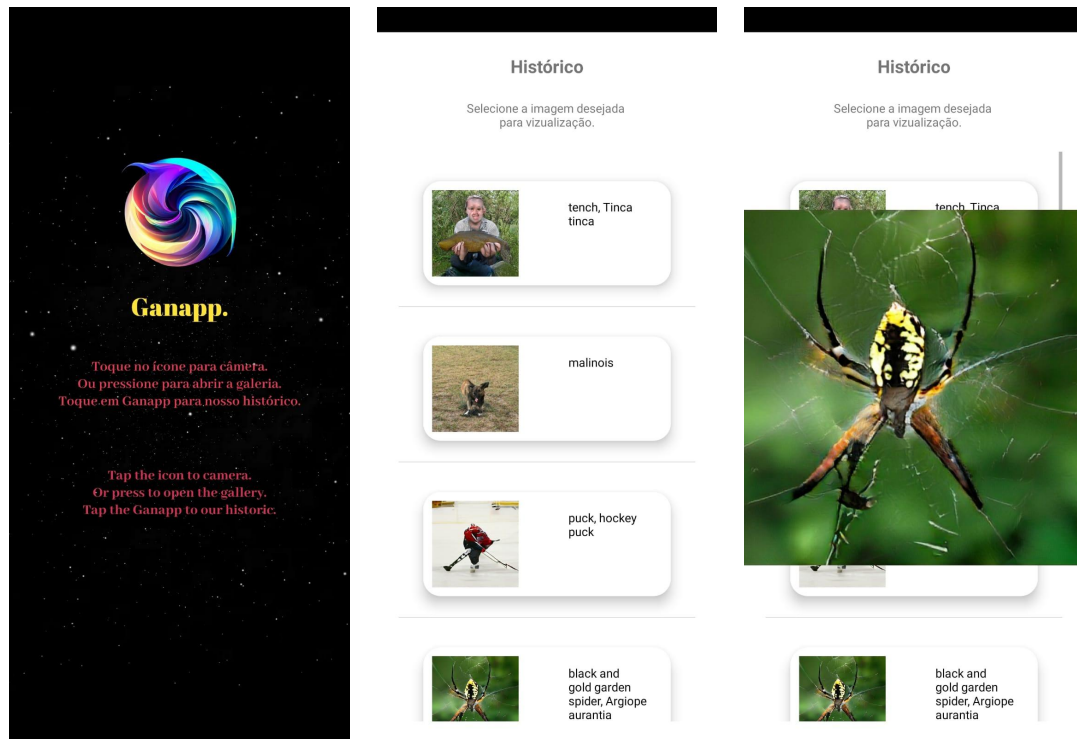 Ganapp.
Toque no ícone para câmera.
Ou pressione para abrir a galeria.
Toque em Ganapp para nosso histórico.
Tap the icon to camera.
Or press to open the gallery.
Tap the Ganapp to our historic.
Histórico
Selecione a imagem desejada
para vizualização.
tench, Tinca
tinca
malinois
puck, hockey
puck
black and
gold garden
spider, Argiope
aurantia
Histórico
Selecione a imagem desejada
para vizualização.
tench, Tinca
black and
gold garden
spider, Argiope
aurantia